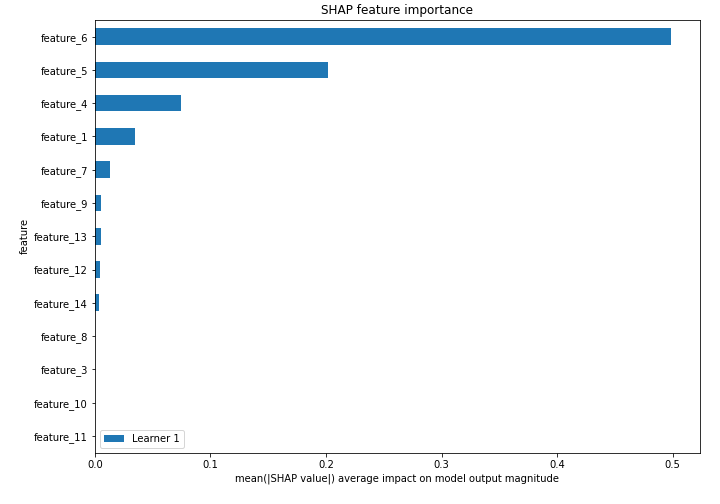 SHAP feature importance
feature_6
feature_5
feature_4
feature_1
feature_7
feature_9
feature_13
feature_12
feature_14
feature_8
feature_3
feature_10
feature_11
feature
Learner 1
0.0 0.1 0.2 0.3 0.4 0.5
mean(|SHAP value|) average impact on model output magnitude